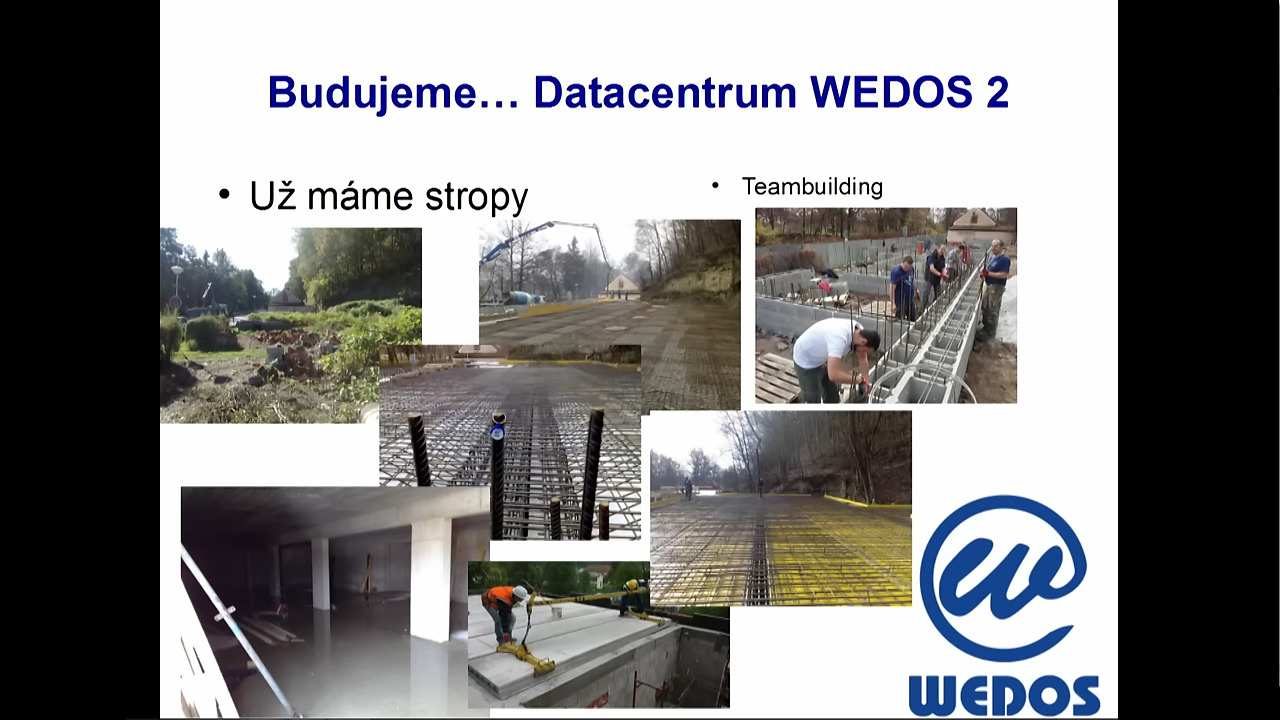 Budujeme… Datacentrum WEDOS 2
• Už máme stropy
• Teambuilding
WEDOS